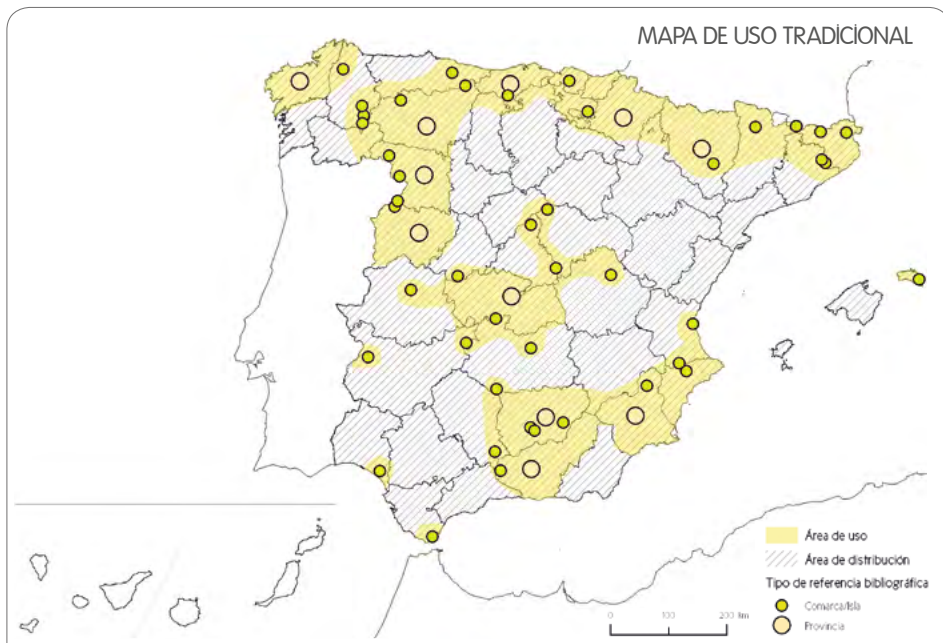 MAPA DE USO TRADICIONAL
Área de uso
Área de distribución
Tipo de referencia bibliográfica
Comarca/Isla
Provincia
0 100 200 km